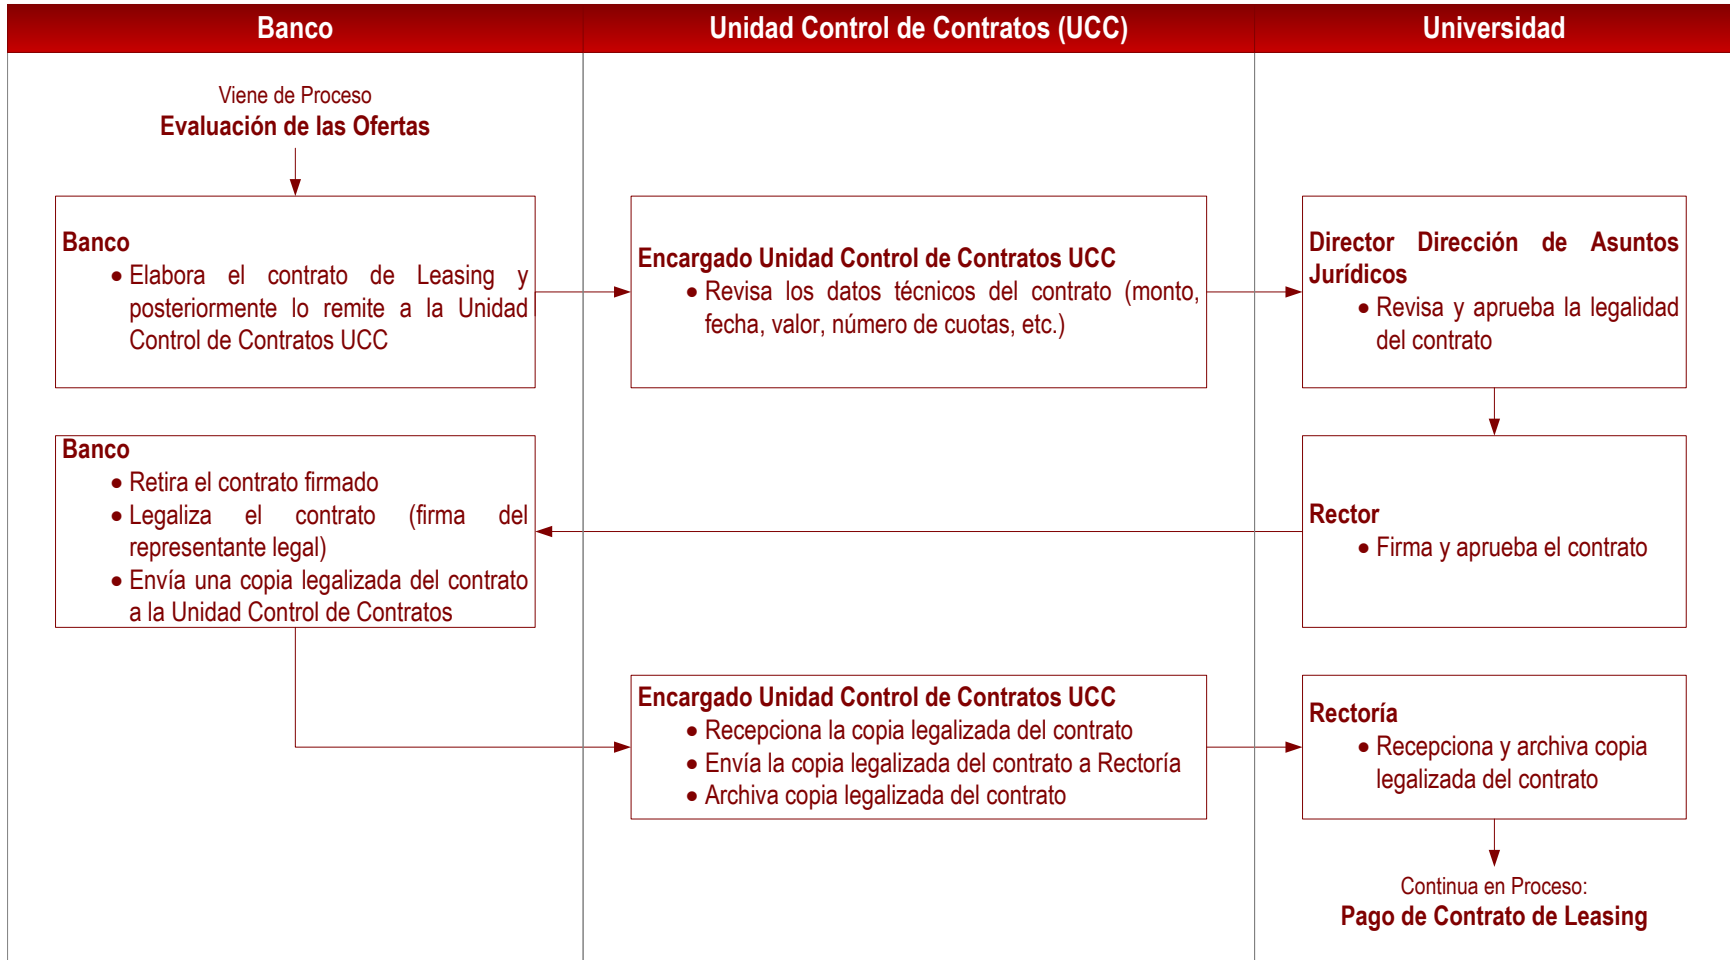 Banco
Unidad Control de Contratos (UCC)
Universidad
Viene de Proceso
Evaluación de las Ofertas
Banco
• Elabora el contrato de Leasing y
posteriormente lo remite a la Unidad
Control de Contratos UCC
Encargado Unidad Control de Contratos UCC
• Revisa los datos técnicos del contrato (monto,
fecha, valor, número de cuotas, etc.)
Director Dirección de Asuntos
Jurídicos
• Revisa y aprueba la legalidad
del contrato
Banco
• Retira el contrato firmado
• Legaliza el contrato (firma del
representante legal)
• Envía una copia legalizada del contrato
a la Unidad Control de Contratos
Rector
• Firma y aprueba el contrato
Encargado Unidad Control de Contratos UCC
• Recepciona la copia legalizada del contrato
• Envía la copia legalizada del contrato a Rectoría
• Archiva copia legalizada del contrato
Rectoría
• Recepciona y archiva copia
legalizada del contrato
Continua en Proceso:
Pago de Contrato de Leasing